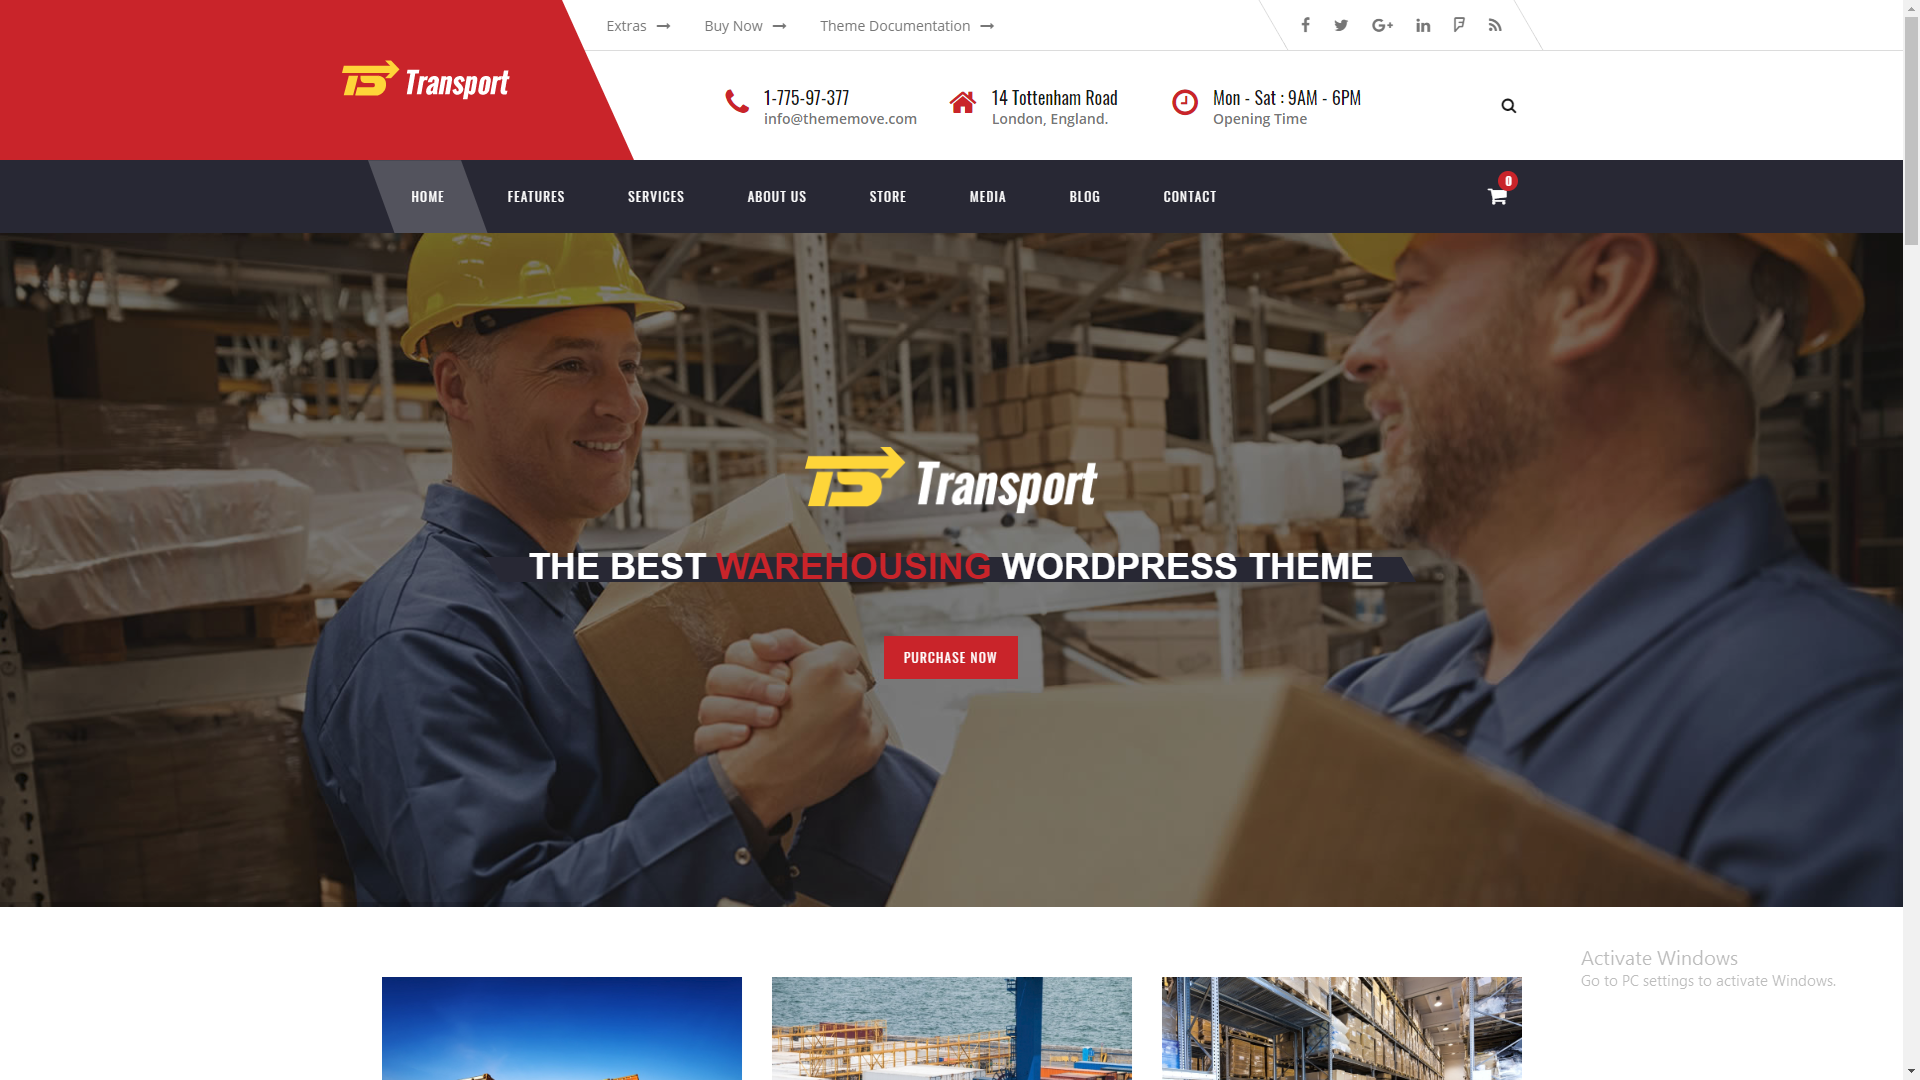 Extras
Buy Now
Theme Documentation
TS Transport
1-775-97-377
info@thememove.com
14 Tottenham Road
London, England.
Mon - Sat : 9AM - 6PM
Opening Time
HOME
FEATURES
SERVICES
ABOUT US
STORE
MEDIA
BLOG
CONTACT
0
TS Transport
THE BEST WAREHOUSING WORDPRESS THEME
PURCHASE NOW
Activate Windows
Go to PC settings to activate Windows.